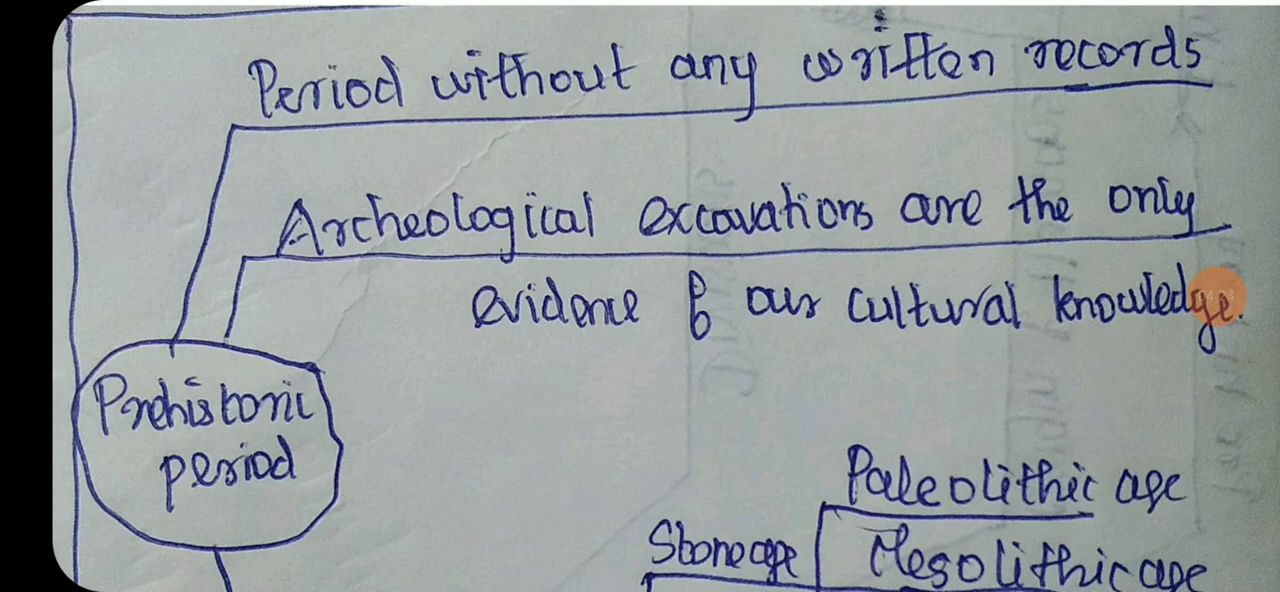 Period without any written records
Archeological excavations are the only
evidence of our cultural knowledge.
Prehistoric
period
Paleolithic age
Stone age
Mesolithic age